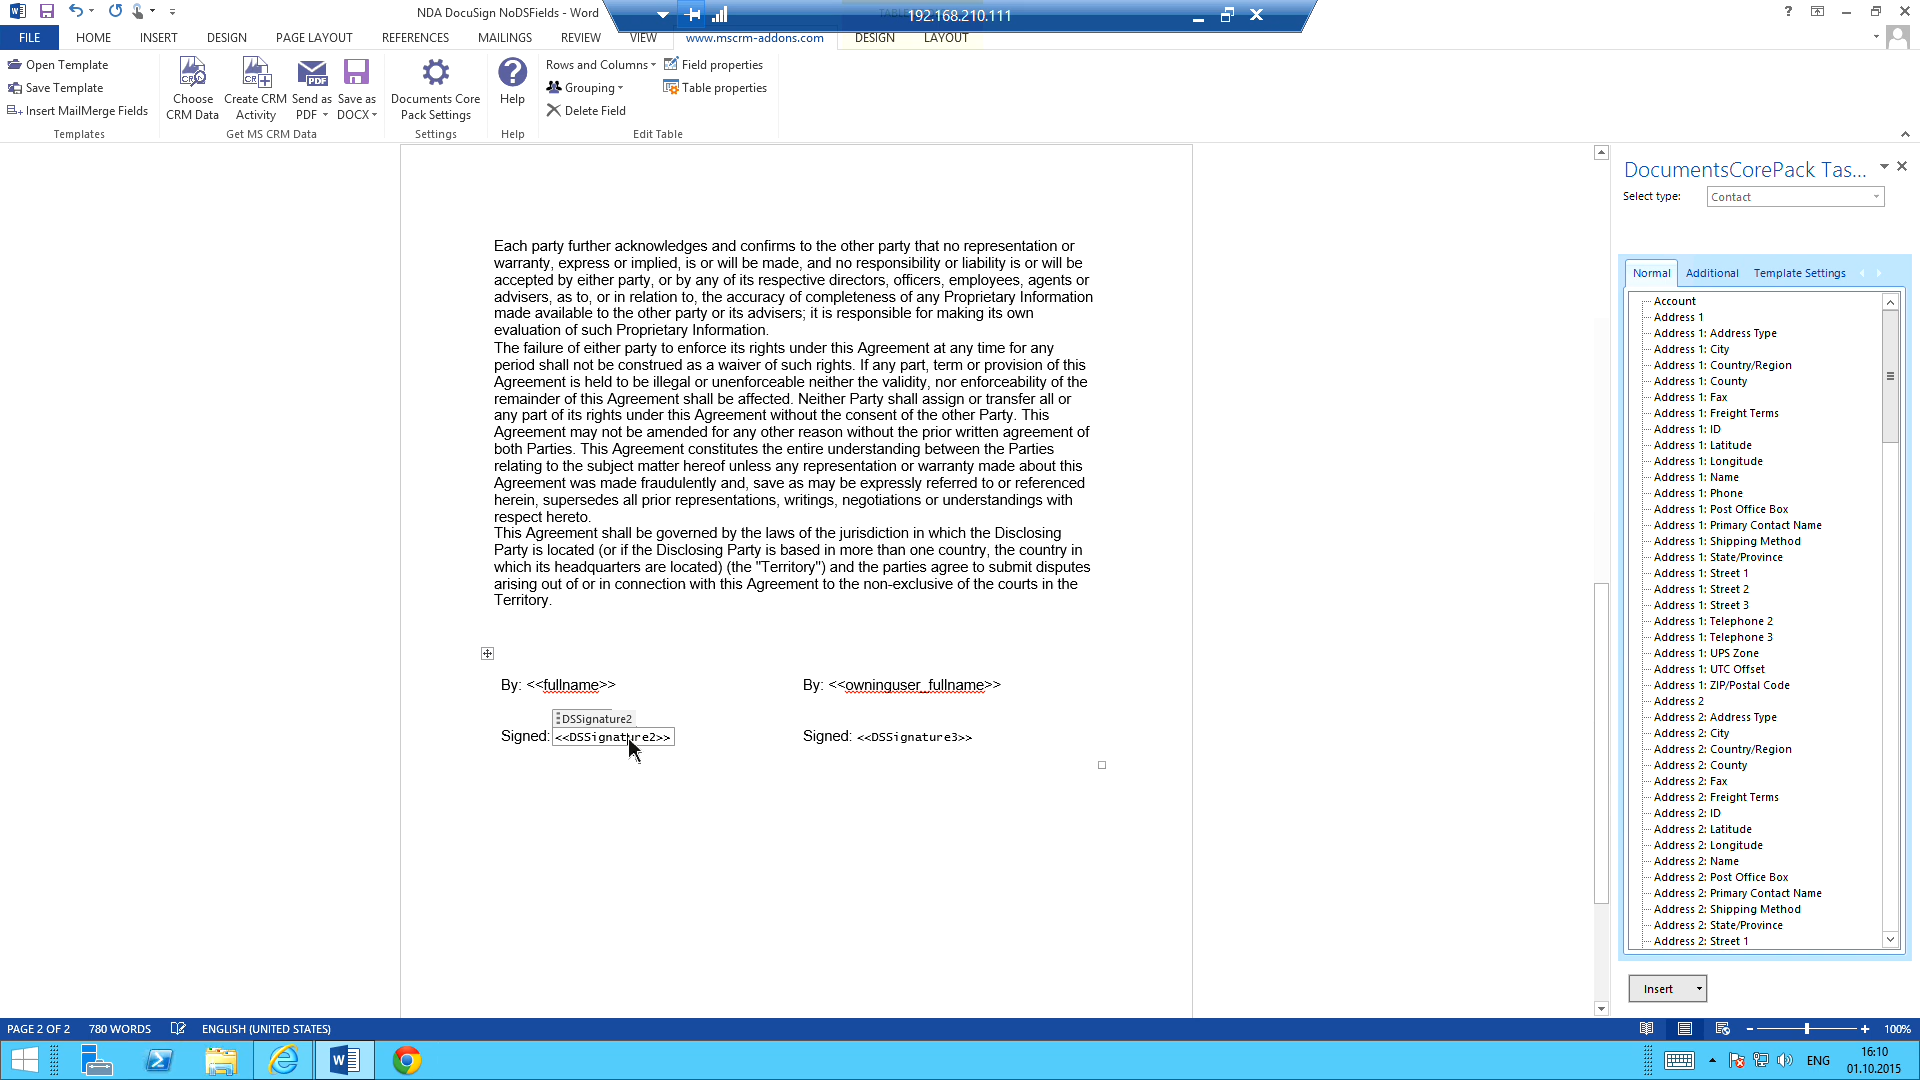 NDA DocuSign NoDSFields - Word
192.168.210.111
FILE HOME INSERT DESIGN PAGE LAYOUT REFERENCES MAILINGS REVIEW VIEW www.mscrm-addons.com DESIGN LAYOUT
Open Template
Save Template
Insert MailMerge Fields
Templates
Choose CRM Data
Create CRM Activity
Send as PDF
Save as DOCX
Get MS CRM Data
Documents Core Pack Settings
Settings
Help
Help
Rows and Columns
Grouping
Delete Field
Field properties
Table properties
Edit Table
Each party further acknowledges and confirms to the other party that no representation or
warranty, express or implied, is or will be made, and no responsibility or liability is or will be
accepted by either party, or by any of its respective directors, officers, employees, agents or
advisers, as to, or in relation to, the accuracy of completeness of any Proprietary Information
made available to the other party or its advisers; it is responsible for making its own
evaluation of such Proprietary Information.
The failure of either party to enforce its rights under this Agreement at any time for any
period shall not be construed as a waiver of such rights. If any part, term or provision of this
Agreement is held to be illegal or unenforceable neither the validity, nor enforceability of the
remainder of this Agreement shall be affected. Neither Party shall assign or transfer all or
any part of its rights under this Agreement without the consent of the other Party. This
Agreement may not be amended for any other reason without the prior written agreement of
both Parties. This Agreement constitutes the entire understanding between the Parties
relating to the subject matter hereof unless any representation or warranty made about this
Agreement was made fraudulently and, save as may be expressly referred to or referenced
herein, supersedes all prior representations, writings, negotiations or understandings with
respect hereto.
This Agreement shall be governed by the laws of the jurisdiction in which the Disclosing
Party is located (or if the Disclosing Party is based in more than one country, the country in
which its headquarters are located) (the "Territory") and the parties agree to submit disputes
arising out of or in connection with this Agreement to the non-exclusive of the courts in the
Territory.
By: <<fullname>> By: <<owninguser_fullname>>
DSSignature2
Signed: <<DSSignature2>> Signed: <<DSSignature3>>
DocumentsCorePack Tas...
Select type: Contact
Normal Additional Template Settings
Account
Address 1
Address 1: Address Type
Address 1: City
Address 1: Country/Region
Address 1: County
Address 1: Fax
Address 1: Freight Terms
Address 1: ID
Address 1: Latitude
Address 1: Longitude
Address 1: Name
Address 1: Phone
Address 1: Post Office Box
Address 1: Primary Contact Name
Address 1: Shipping Method
Address 1: State/Province
Address 1: Street 1
Address 1: Street 2
Address 1: Street 3
Address 1: Telephone 2
Address 1: Telephone 3
Address 1: UPS Zone
Address 1: UTC Offset
Address 1: ZIP/Postal Code
Address 2
Address 2: Address Type
Address 2: City
Address 2: Country/Region
Address 2: County
Address 2: Fax
Address 2: Freight Terms
Address 2: ID
Address 2: Latitude
Address 2: Longitude
Address 2: Name
Address 2: Post Office Box
Address 2: Primary Contact Name
Address 2: Shipping Method
Address 2: State/Province
Address 2: Street 1
Insert
PAGE 2 OF 2 780 WORDS ENGLISH (UNITED STATES) 100%
ENG
16:10
01.10.2015